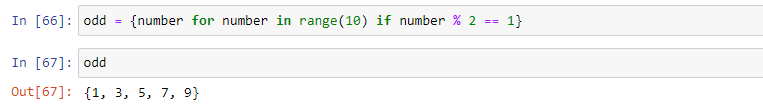 In [66]: odd = {number for number in range(10) if number % 2 == 1}
In [67]: odd
Out[67]: {1, 3, 5, 7, 9}